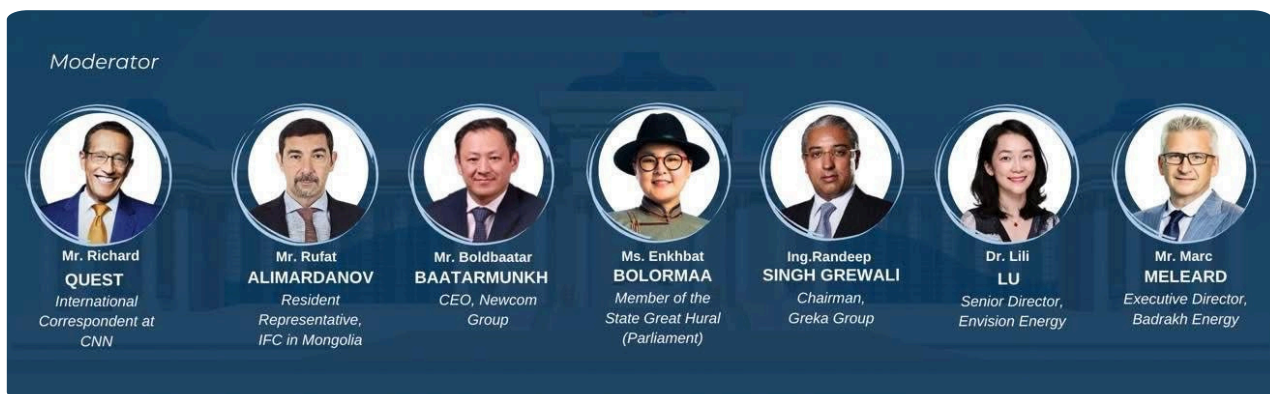 Moderator
Mr. Richard
QUEST
International
Correspondent at
CNN
Mr. Rufat
ALIMARDANOV
Resident
Representative,
IFC in Mongolia
Mr. Boldbaatar
BAATARMUNKH
CEO, Newcom
Group
Ms. Enkhbat
BOLORMAA
Member of the
State Great Hural
(Parliament)
Ing.Randeep
SINGH GREWALI
Chairman,
Greka Group
Dr. Lili
LU
Senior Director,
Envision Energy
Mr. Marc
MELEARD
Executive Director,
Badrakh Energy